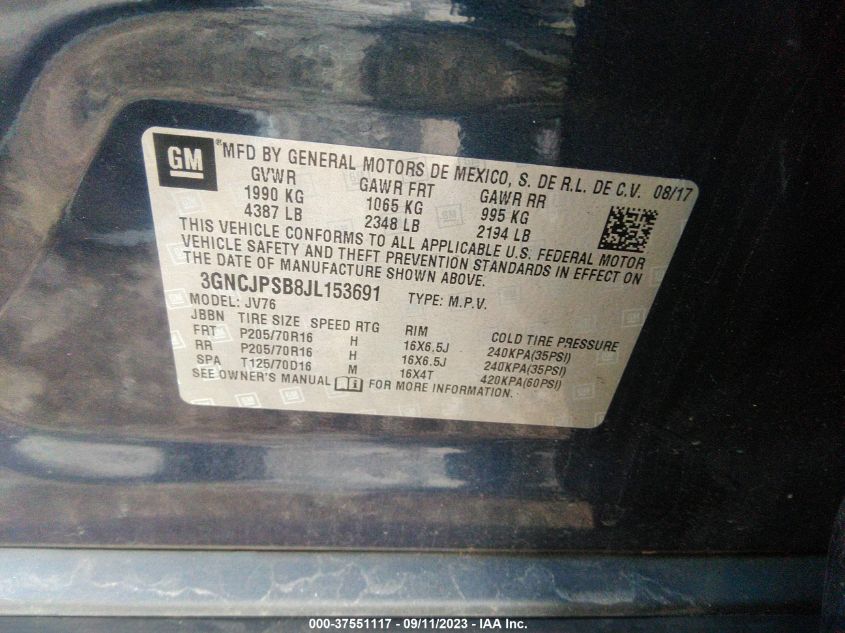 GM ® MFD BY GENERAL MOTORS DE MEXICO, S. DE R.L. DE C.V. 08/17
GVWR GAWR FRT GAWR RR
1990 KG 1065 KG 995 KG
4387 LB 2348 LB 2194 LB
THIS VEHICLE CONFORMS TO ALL APPLICABLE U.S. FEDERAL MOTOR
VEHICLE SAFETY AND THEFT PREVENTION STANDARDS IN EFFECT ON
THE DATE OF MANUFACTURE SHOWN ABOVE.
3GNCJPSB8JL153691 TYPE: M.P.V.
MODEL: JV76
JBBN TIRE SIZE SPEED RTG RIM COLD TIRE PRESSURE
FRT P205/70R16 H 16X6.5J 240KPA(35PSI)
RR P205/70R16 H 16X6.5J 240KPA(35PSI)
SPA T125/70D16 M 16X4T 420KPA(60PSI)
SEE OWNER'S MANUAL FOR MORE INFORMATION.
000-37551117 - 09/11/2023 - IAA Inc.